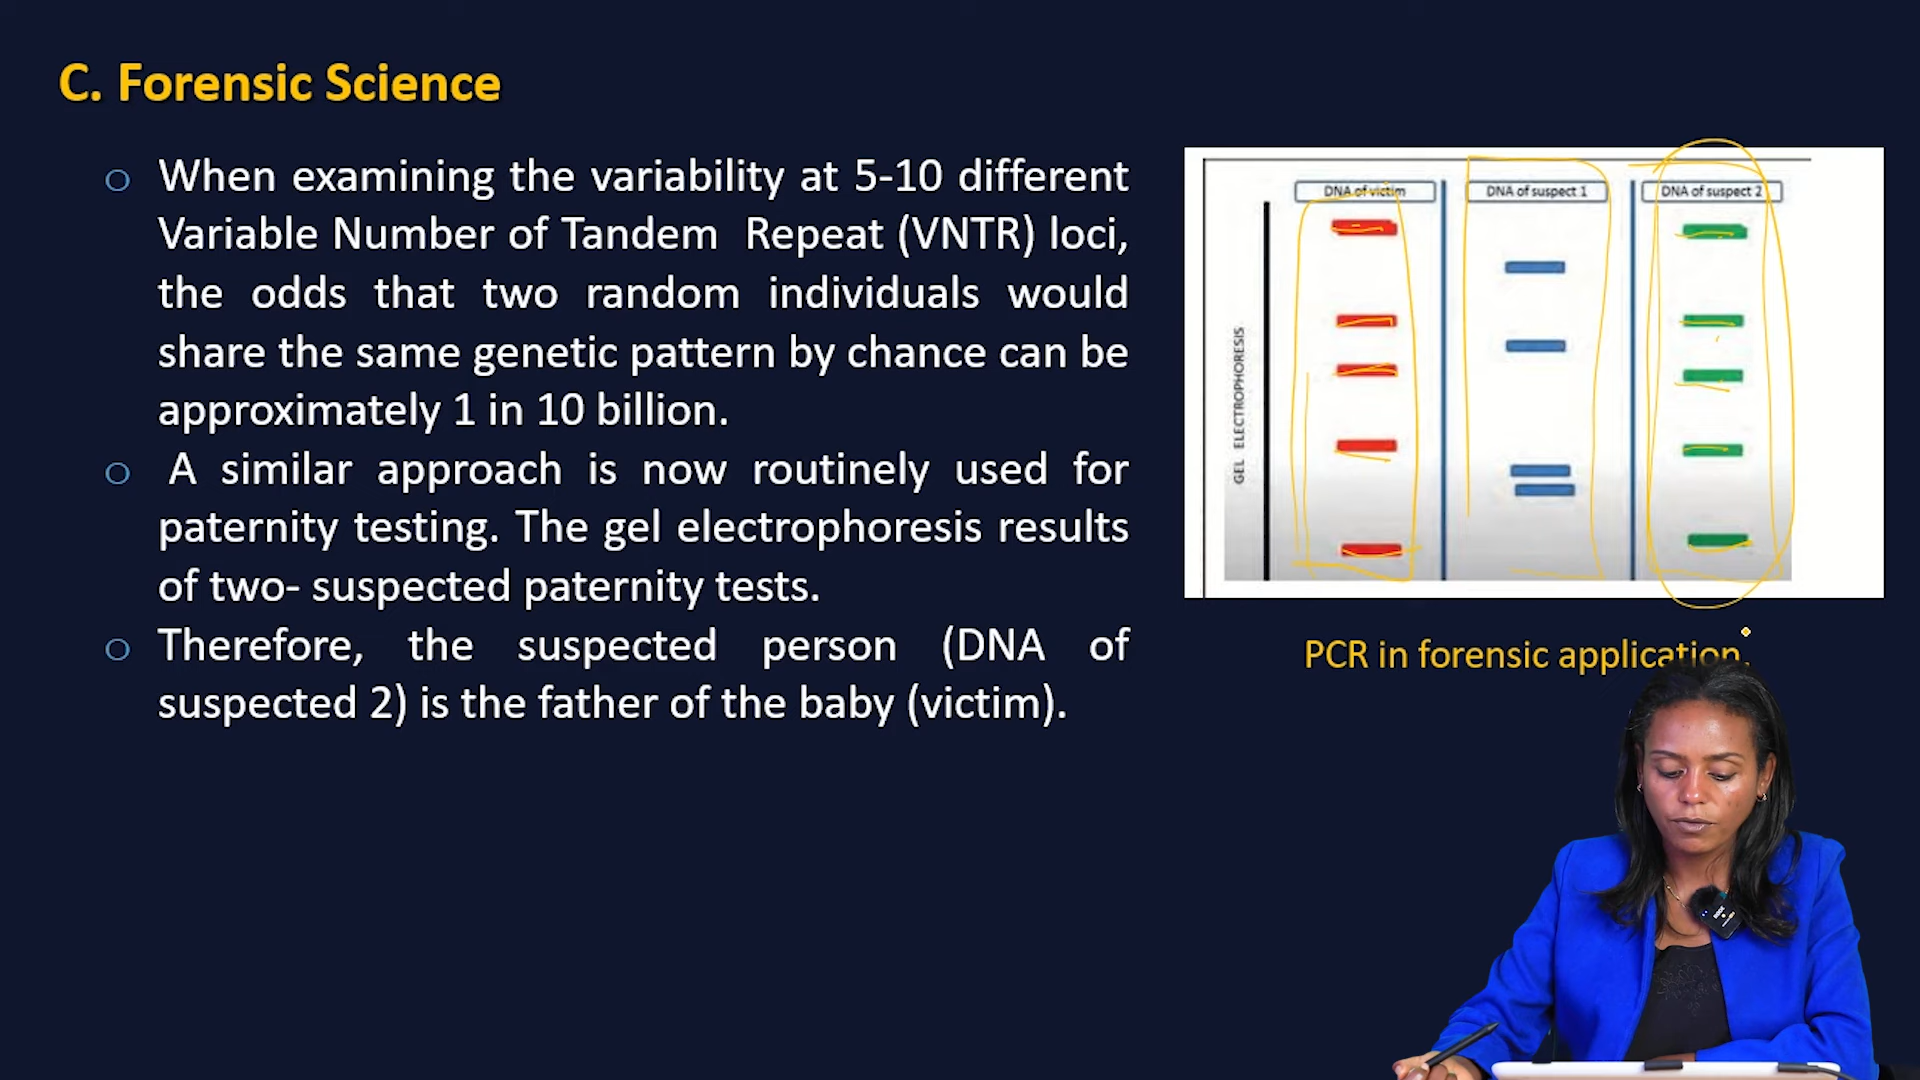 C. Forensic Science
o When examining the variability at 5-10 different
Variable Number of Tandem Repeat (VNTR) loci,
the odds that two random individuals would
share the same genetic pattern by chance can be
approximately 1 in 10 billion.
o A similar approach is now routinely used for
paternity testing. The gel electrophoresis results
of two- suspected paternity tests.
o Therefore, the suspected person (DNA of
suspected 2) is the father of the baby (victim).
DNA of victim
DNA of suspect 1
DNA of suspect 2
GEL ELECTROPHORESIS
PCR in forensic application.